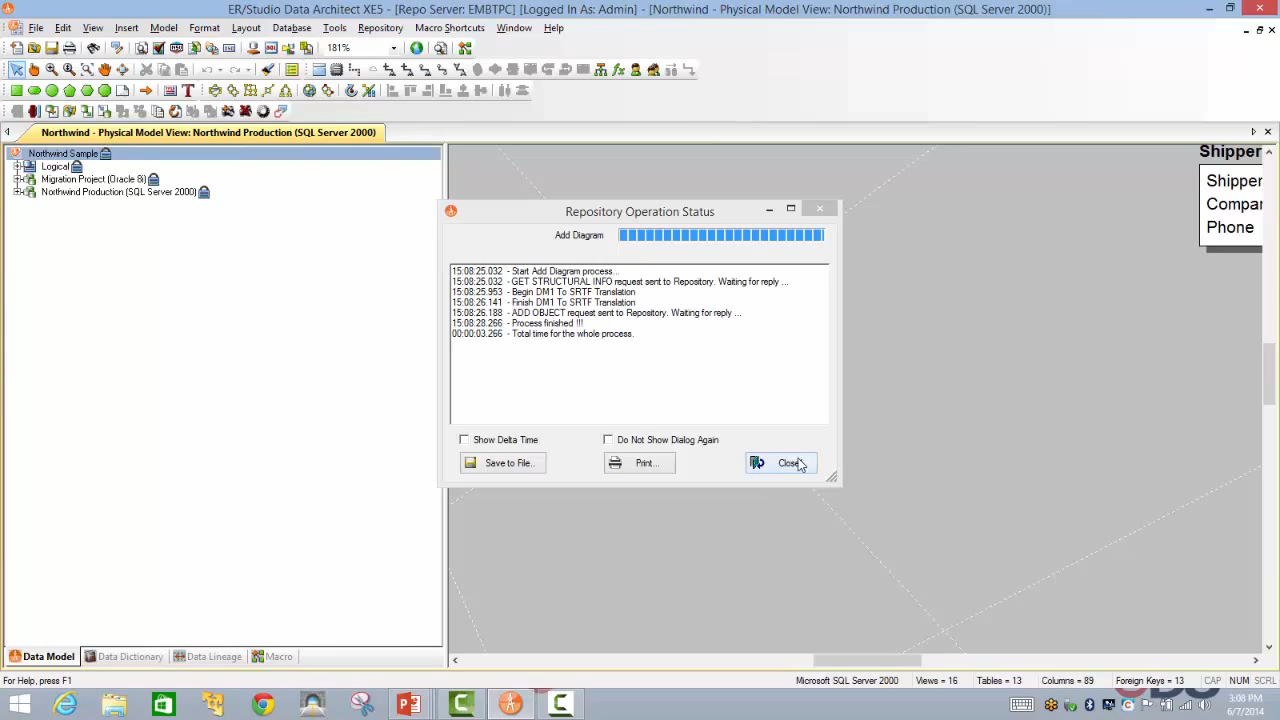 ER/Studio Data Architect XE5 - [Repo Server: EMBTPC] [Logged In As: Admin] - [Northwind - Physical Model View: Northwind Production (SQL Server 2000)]
File Edit View Insert Model Format Layout Database Tools Repository Macro Shortcuts Window Help
181%
Northwind - Physical Model View: Northwind Production (SQL Server 2000)
Northwind Sample
Logical
Migration Project (Oracle 8i)
Northwind Production (SQL Server 2000)
Shipper
Shipper
Compar
Phone
Repository Operation Status
Add Diagram
15:08:25.032 - Start Add Diagram process...
15:08:25.032 - GET STRUCTURAL INFO request sent to Repository. Waiting for reply ...
15:08:25.953 - Begin DM1 To SRTF Translation
15:08:26.141 - Finish DM1 To SRTF Translation
15:08:26.188 - ADD OBJECT request sent to Repository. Waiting for reply ...
15:08:28.266 - Process finished !!!
00:00:03.266 - Total time for the whole process.
Show Delta Time Do Not Show Dialog Again
Save to File.. Print... Close
Data Model Data Dictionary Data Lineage Macro
For Help, press F1 Microsoft SQL Server 2000 Views = 16 Tables = 13 Columns = 89 Foreign Keys = 13 CAP NUM SCRL
3:08 PM
6/7/2014